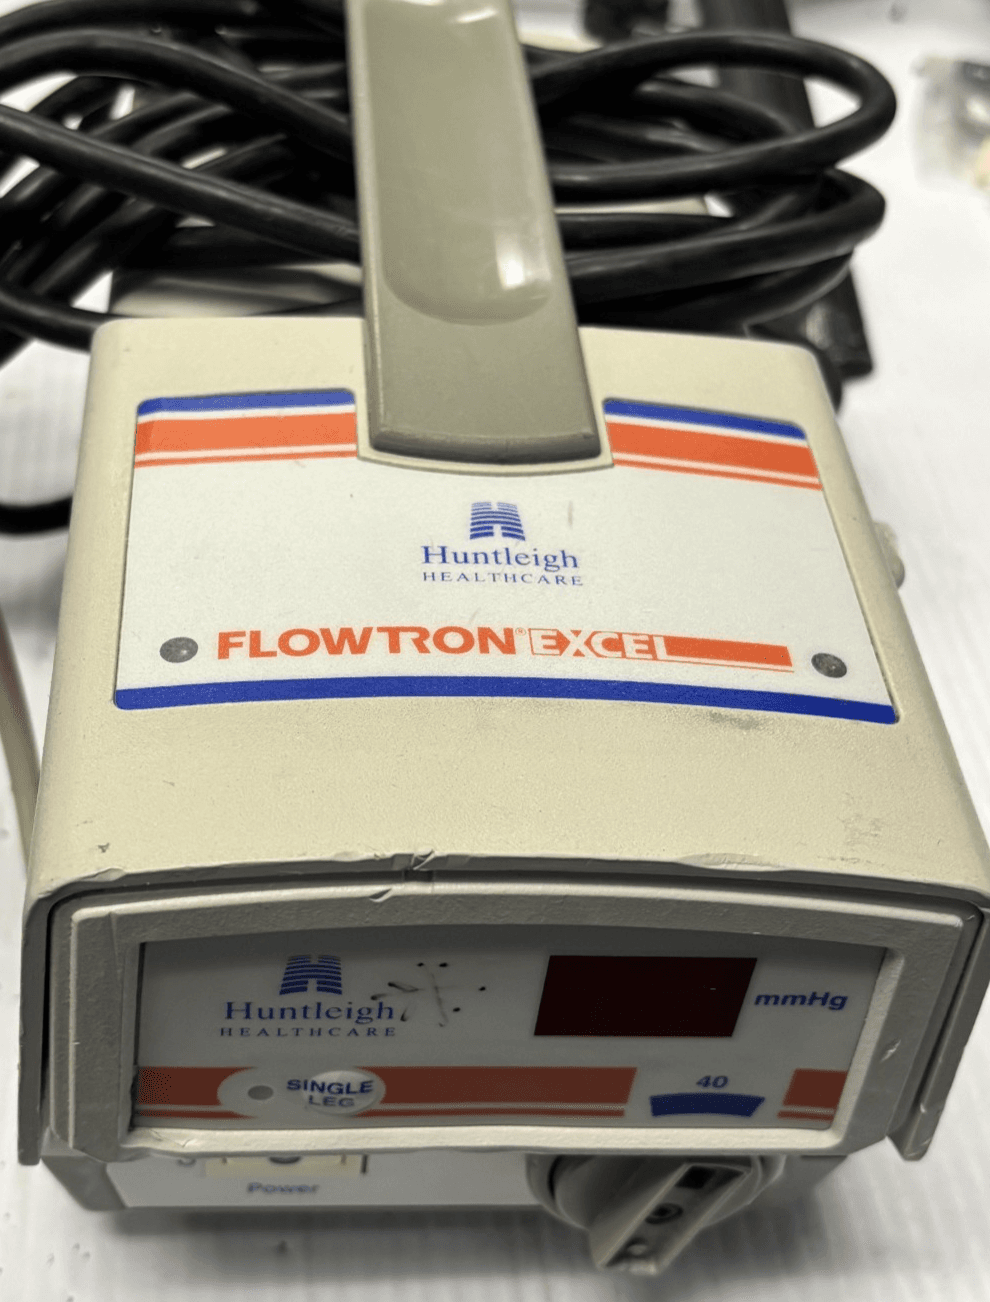 Huntleigh
HEALTHCARE
FLOWTRON® EXCEL
Huntleigh
HEALTHCARE
mmHg
SINGLE
LEG
40
Power